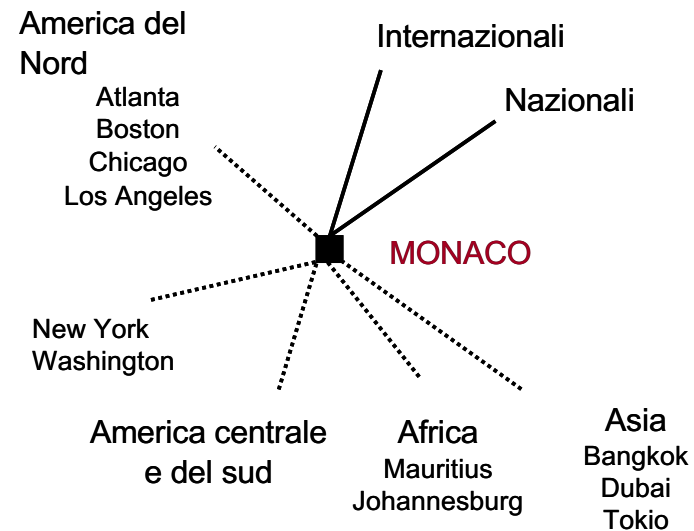 America del
Nord
Atlanta
Boston
Chicago
Los Angeles
Internazionali
Nazionali
MONACO
New York
Washington
America centrale
e del sud
Africa
Mauritius
Johannesburg
Asia
Bangkok
Dubai
Tokio